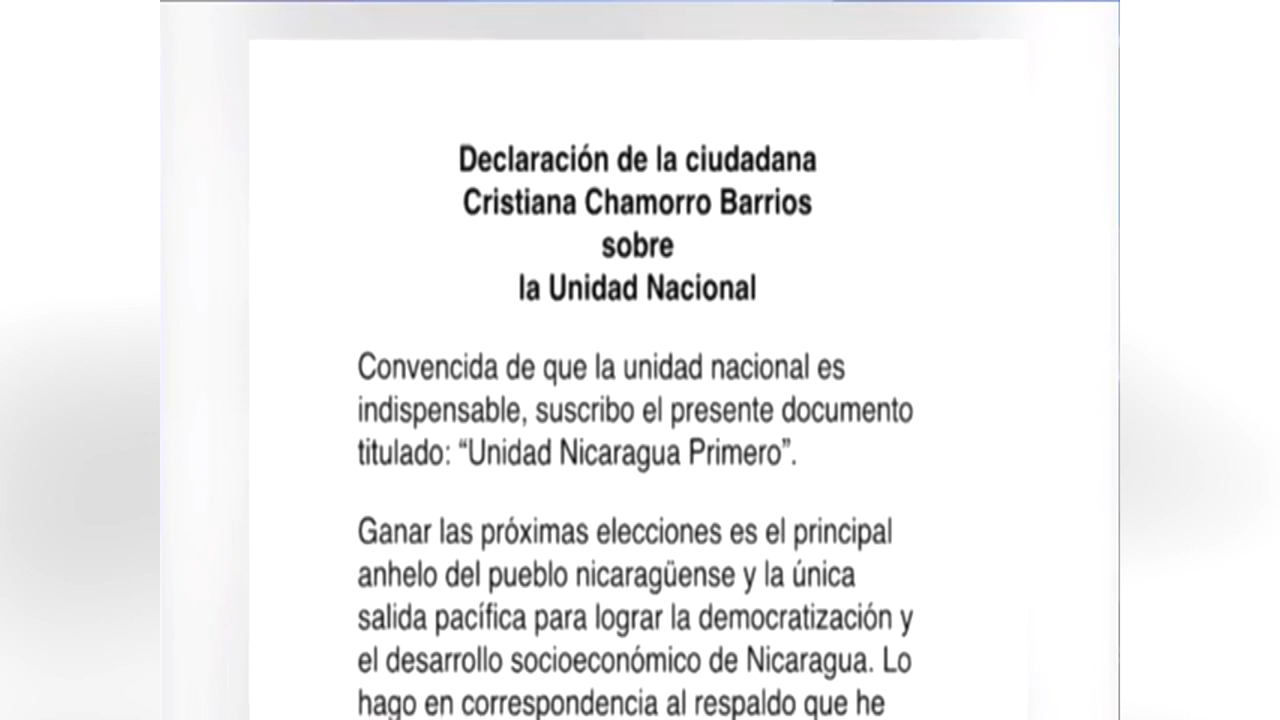 Declaración de la ciudadana
Cristiana Chamorro Barrios
sobre
la Unidad Nacional
Convencida de que la unidad nacional es
indispensable, suscribo el presente documento
titulado: “Unidad Nicaragua Primero”.
Ganar las próximas elecciones es el principal
anhelo del pueblo nicaragüense y la única
salida pacífica para lograr la democratización y
el desarrollo socioeconómico de Nicaragua. Lo
hago en correspondencia al respaldo que he